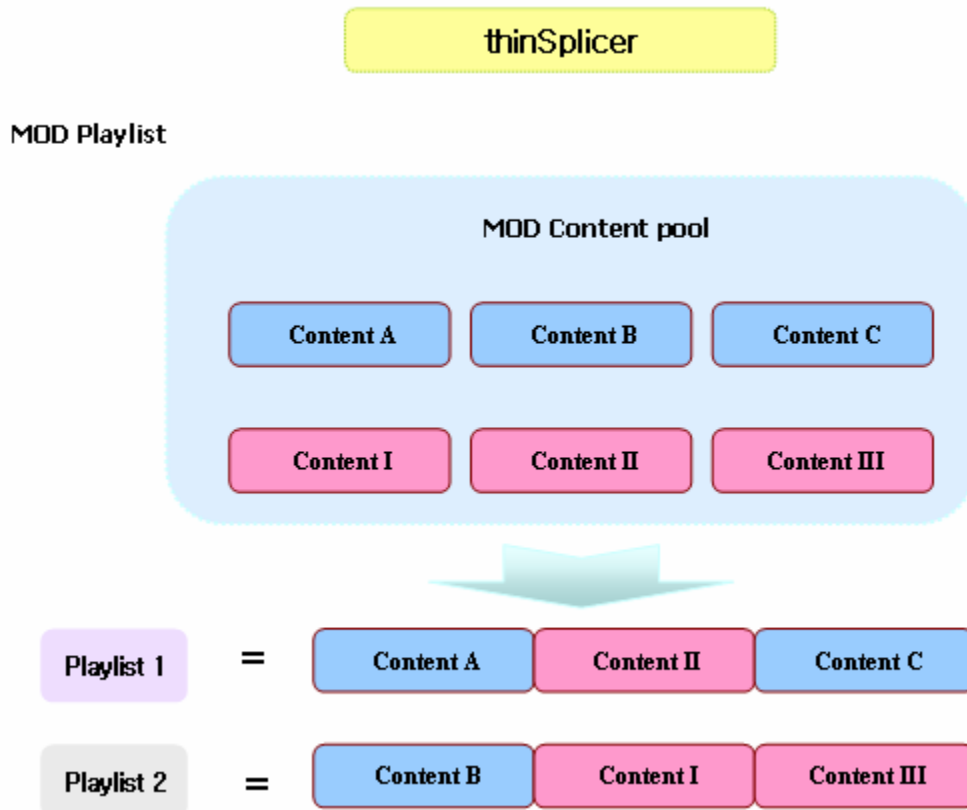 thinSplicer
MOD Playlist
MOD Content pool
Content A Content B Content C
Content I Content II Content III
Playlist 1 = Content A Content II Content C
Playlist 2 = Content B Content I Content III